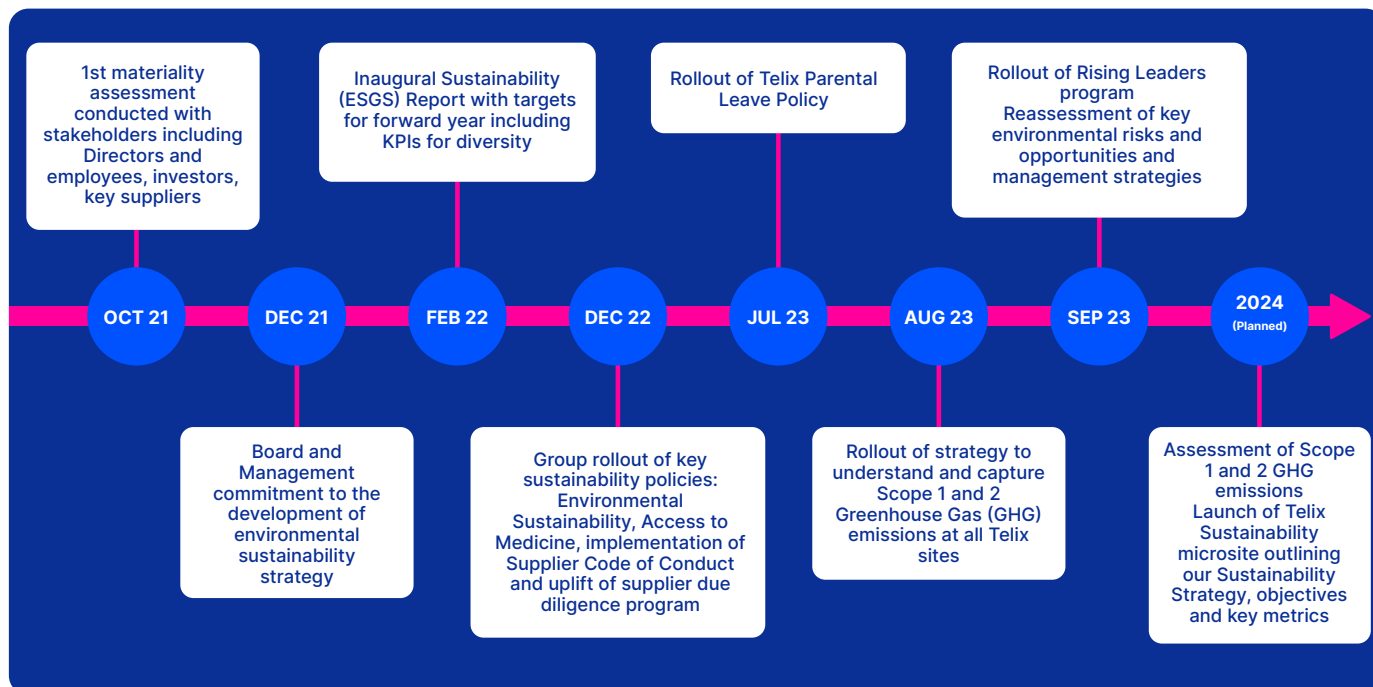 1st materiality
assessment
conducted with
stakeholders including
Directors and
employees, investors,
key suppliers
Inaugural Sustainability
(ESGS) Report with targets
for forward year including
KPIs for diversity
Rollout of Telix Parental
Leave Policy
Rollout of Rising Leaders
program
Reassessment of key
environmental risks and
opportunities and
management strategies
OCT 21
DEC 21
FEB 22
DEC 22
JUL 23
AUG 23
SEP 23
2024
(Planned)
Board and
Management
commitment to the
development of
environmental
sustainability
strategy
Group rollout of key
sustainability policies:
Environmental
Sustainability, Access to
Medicine, implementation of
Supplier Code of Conduct
and uplift of supplier due
diligence program
Rollout of strategy to
understand and capture
Scope 1 and 2
Greenhouse Gas (GHG)
emissions at all Telix
sites
Assessment of Scope
1 and 2 GHG
emissions
Launch of Telix
Sustainability
microsite outlining
our Sustainability
Strategy, objectives
and key metrics